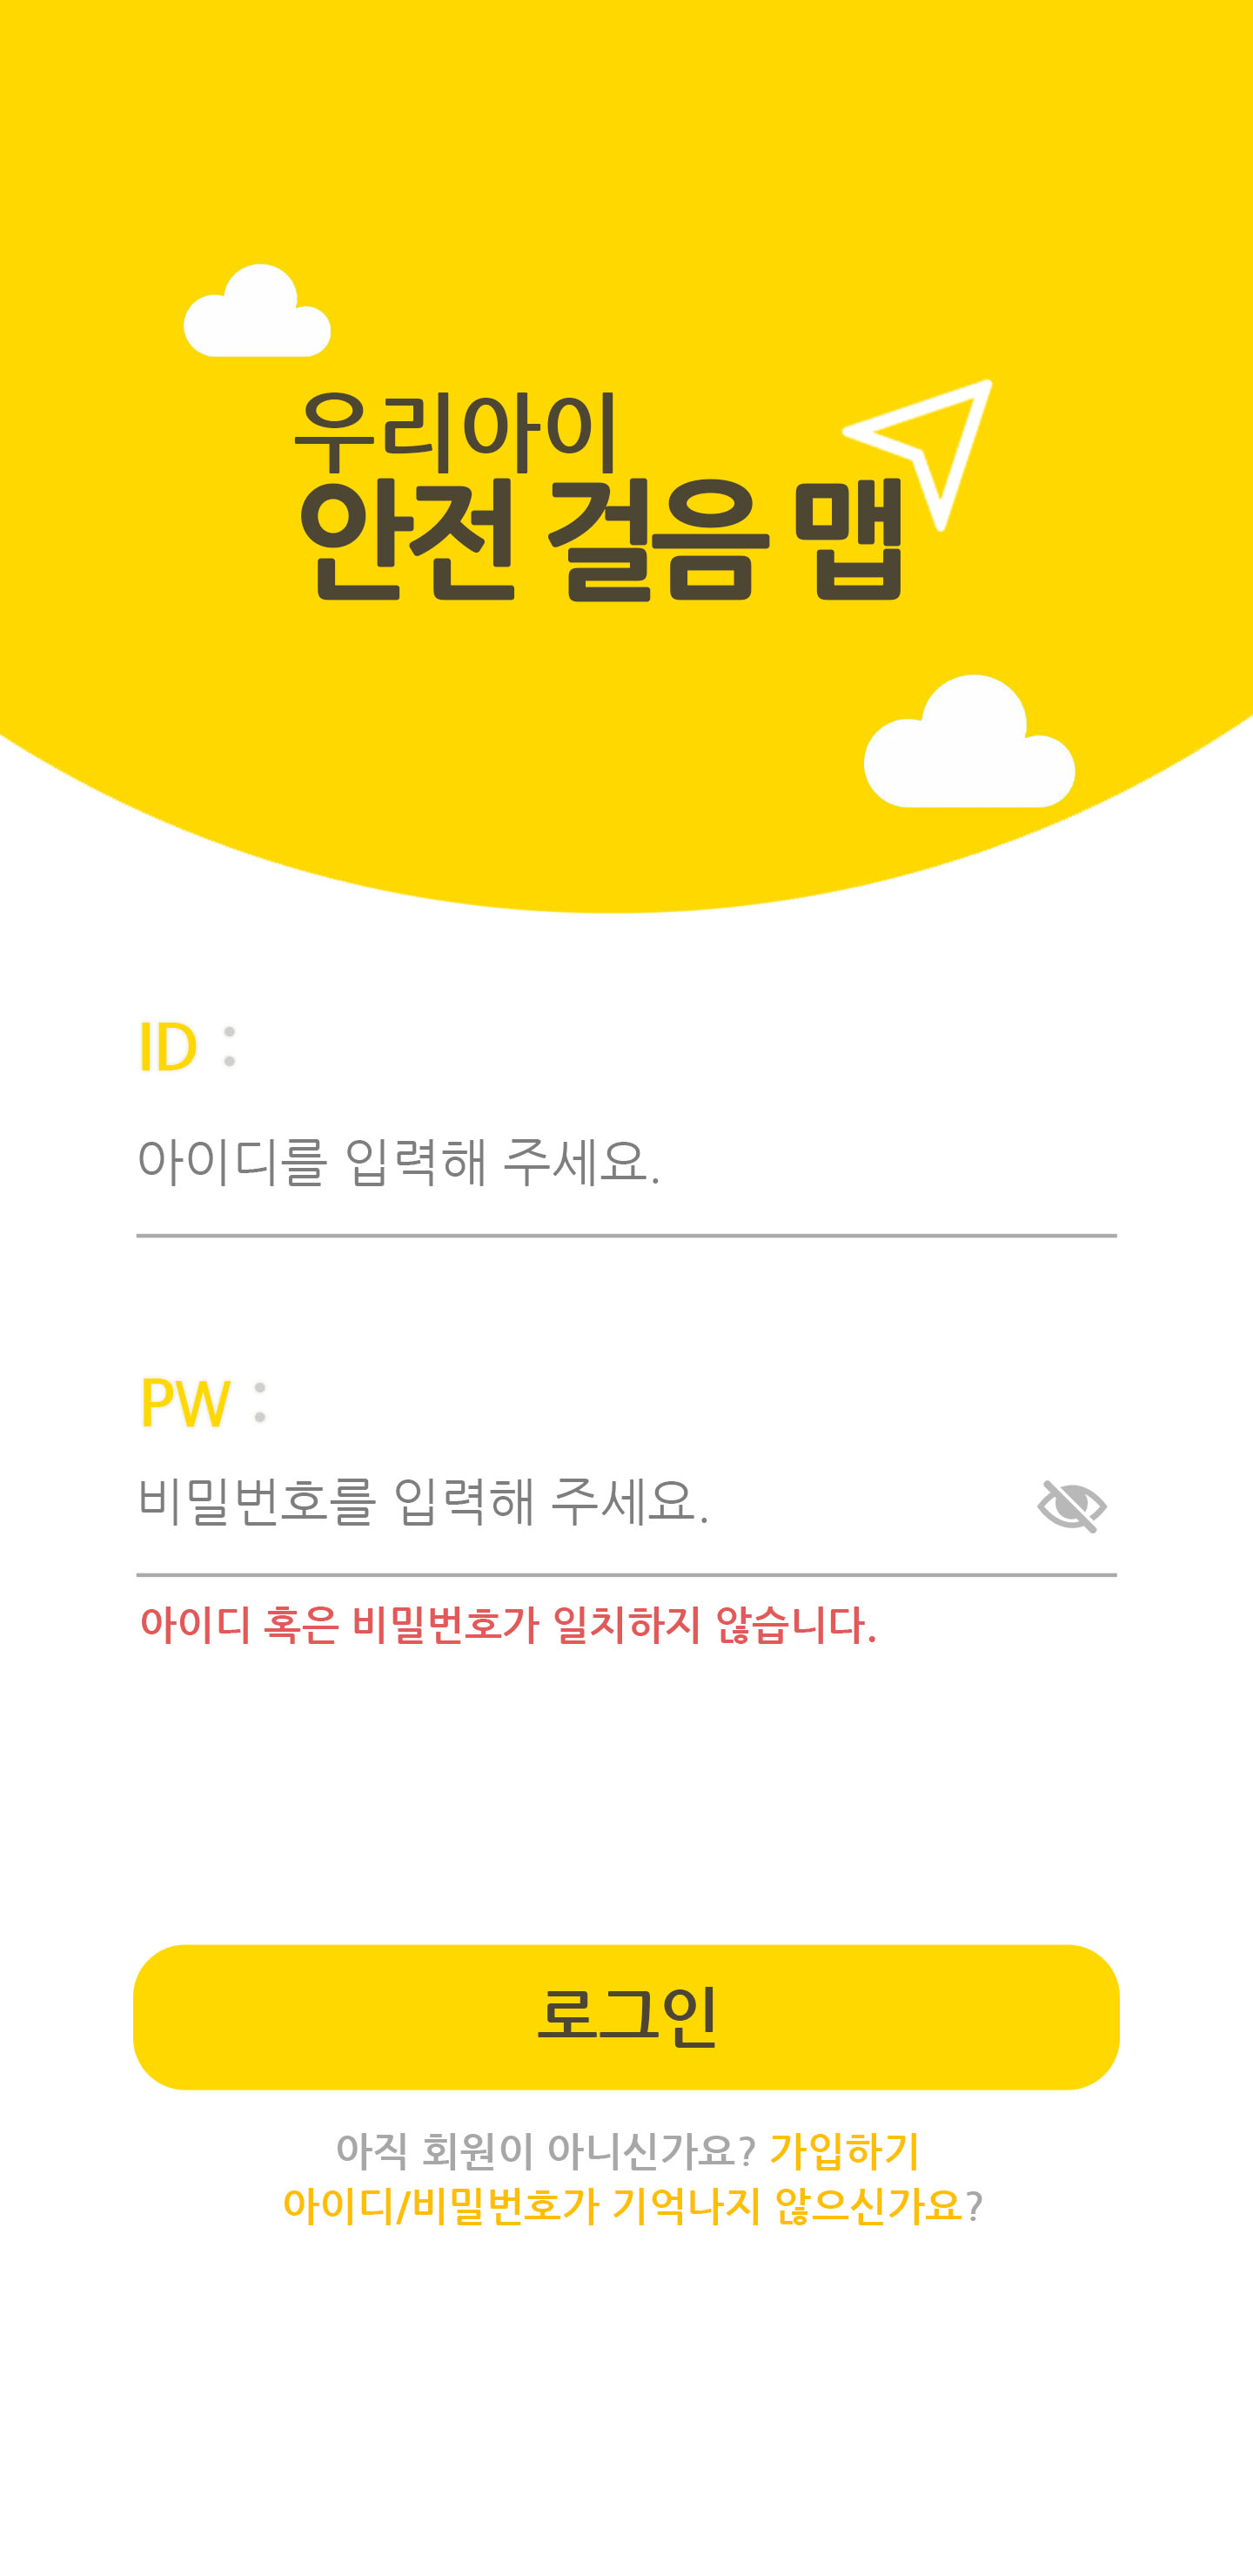 우리아이
안전 걸음 맵
ID :
아이디를 입력해 주세요.
PW :
비밀번호를 입력해 주세요.
아이디 혹은 비밀번호가 일치하지 않습니다.
로그인
아직 회원이 아니신가요? 가입하기
아이디/비밀번호가 기억나지 않으신가요?